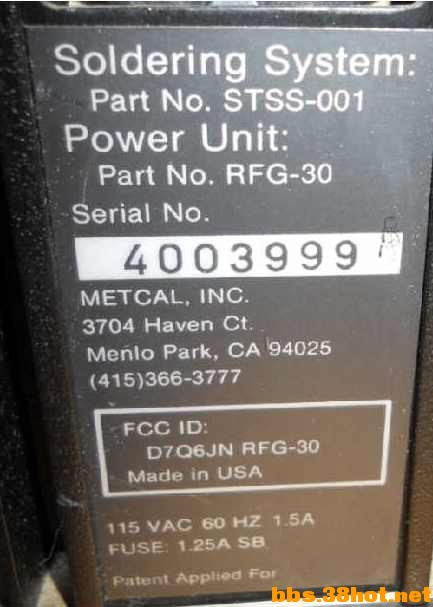 Soldering System:
Part No. STSS-001
Power Unit:
Part No. RFG-30
Serial No.
4003999
METCAL, INC.
3704 Haven Ct.
Menlo Park, CA 94025
(415)366-3777
FCC ID:
D7Q6JN RFG-30
Made in USA
115 VAC 60 HZ 1.5A
FUSE: 1.25A SB
Patent Applied For
bbs.38hot.net